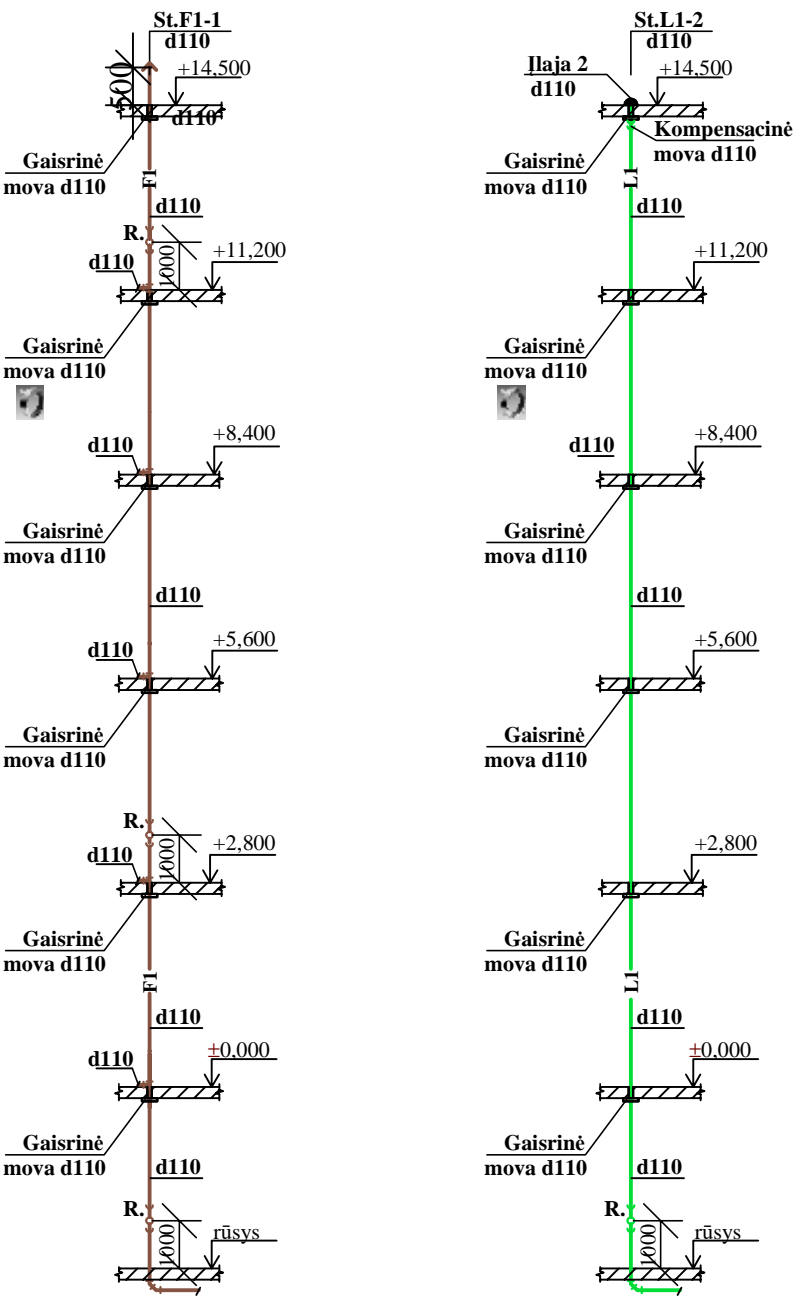 St.F1-1
d110
500
+14,500
d110
Gaisrinė
mova d110
F1
d110
R.
1000
+11,200
d110
Gaisrinė
mova d110
+8,400
d110
Gaisrinė
mova d110
d110
+5,600
d110
Gaisrinė
mova d110
R.
1000
+2,800
d110
Gaisrinė
mova d110
F1
d110
±0,000
d110
Gaisrinė
mova d110
d110
R.
1000
rūsys
St.L1-2
d110
Įlaja 2
d110
+14,500
Kompensacinė
mova d110
Gaisrinė
mova d110
L1
d110
+11,200
Gaisrinė
mova d110
+8,400
d110
Gaisrinė
mova d110
d110
+5,600
Gaisrinė
mova d110
+2,800
Gaisrinė
mova d110
L1
d110
±0,000
Gaisrinė
mova d110
d110
R.
1000
rūsys